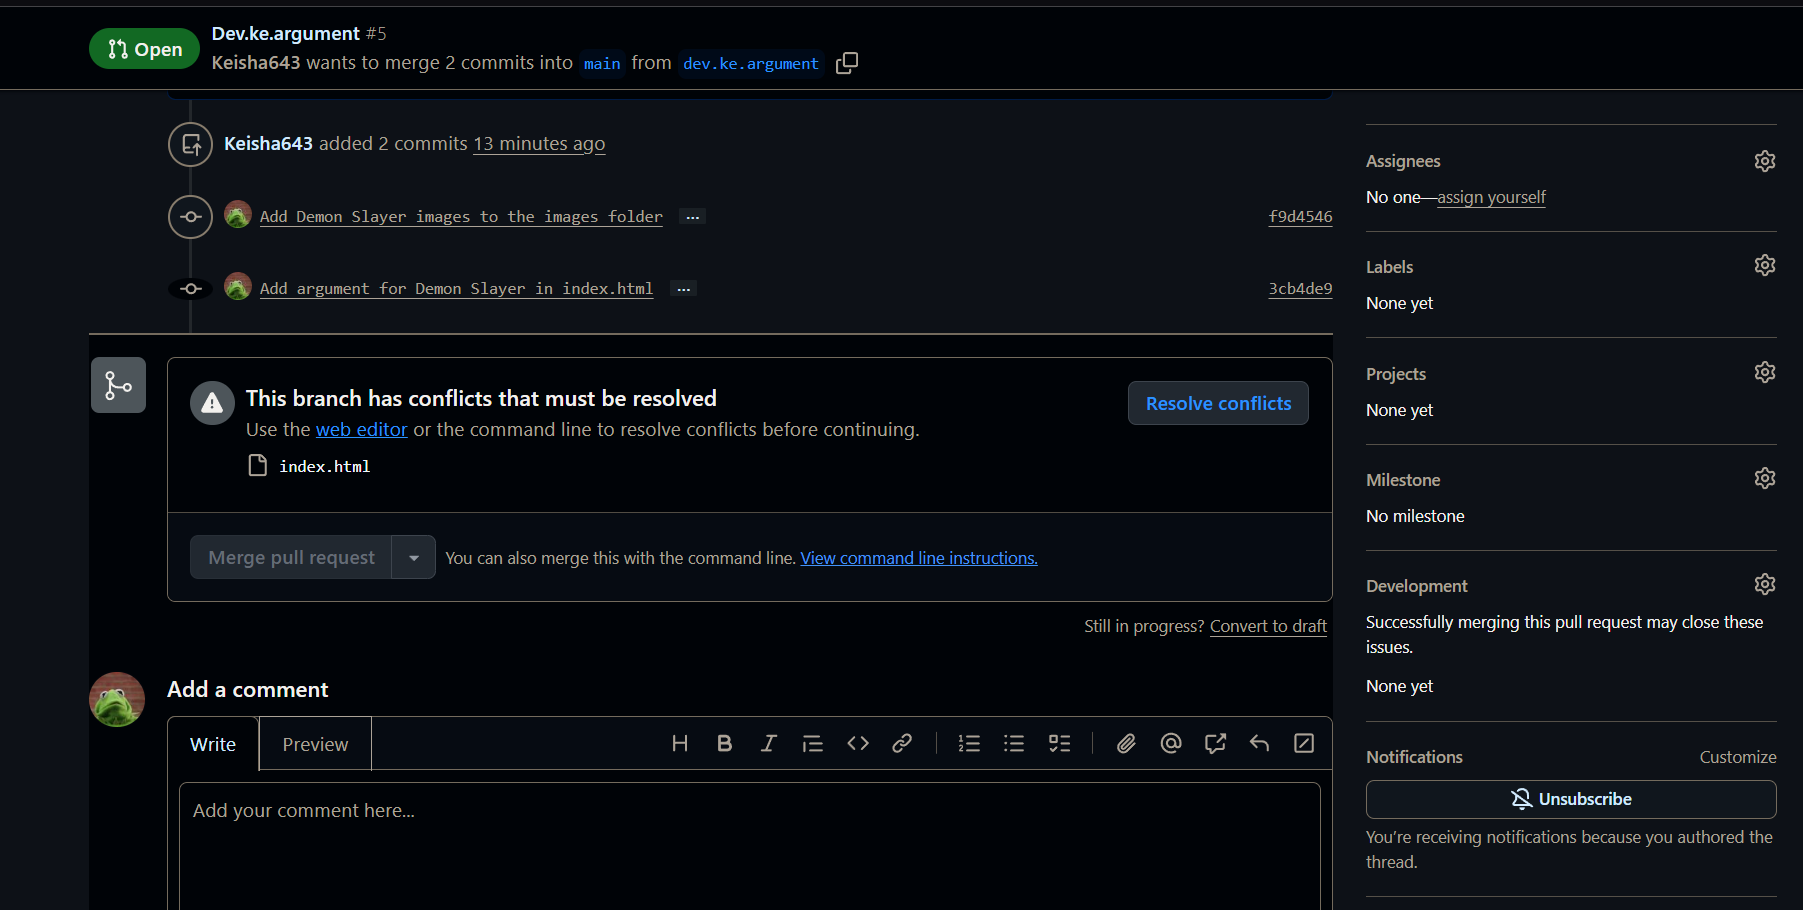 Open
Dev.ke.argument #5
Keisha643 wants to merge 2 commits into main from dev.ke.argument
Keisha643 added 2 commits 13 minutes ago
Add Demon Slayer images to the images folder ... f9d4546
Add argument for Demon Slayer in index.html ... 3cb4de9
This branch has conflicts that must be resolved
Use the web editor or the command line to resolve conflicts before continuing.
index.html
Resolve conflicts
Merge pull request
You can also merge this with the command line. View command line instructions.
Still in progress? Convert to draft
Add a comment
Write
Preview
Add your comment here...
Assignees
No one—assign yourself
Labels
None yet
Projects
None yet
Milestone
No milestone
Development
Successfully merging this pull request may close these
issues.
None yet
Notifications
Customize
Unsubscribe
You’re receiving notifications because you authored the
thread.